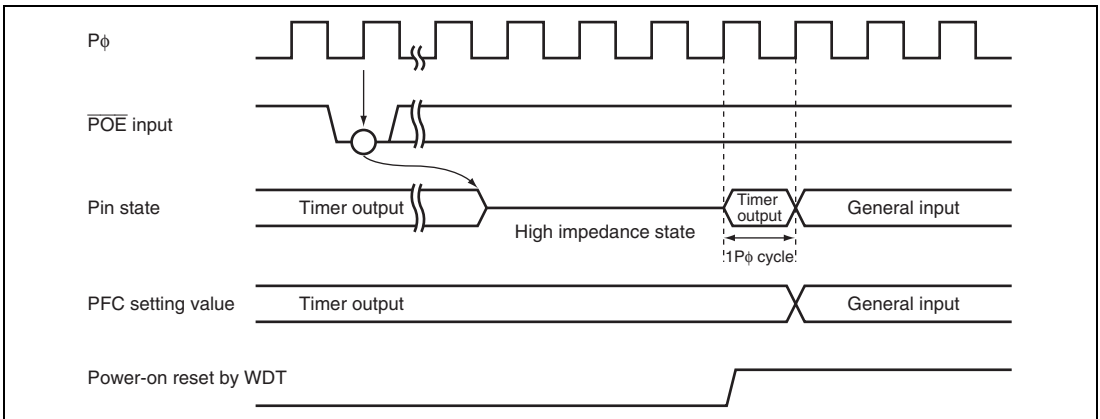 Pϕ
POE input
Pin state
Timer output
High impedance state
Timer
output
General input
1Pϕ cycle
PFC setting value
Timer output
General input
Power-on reset by WDT